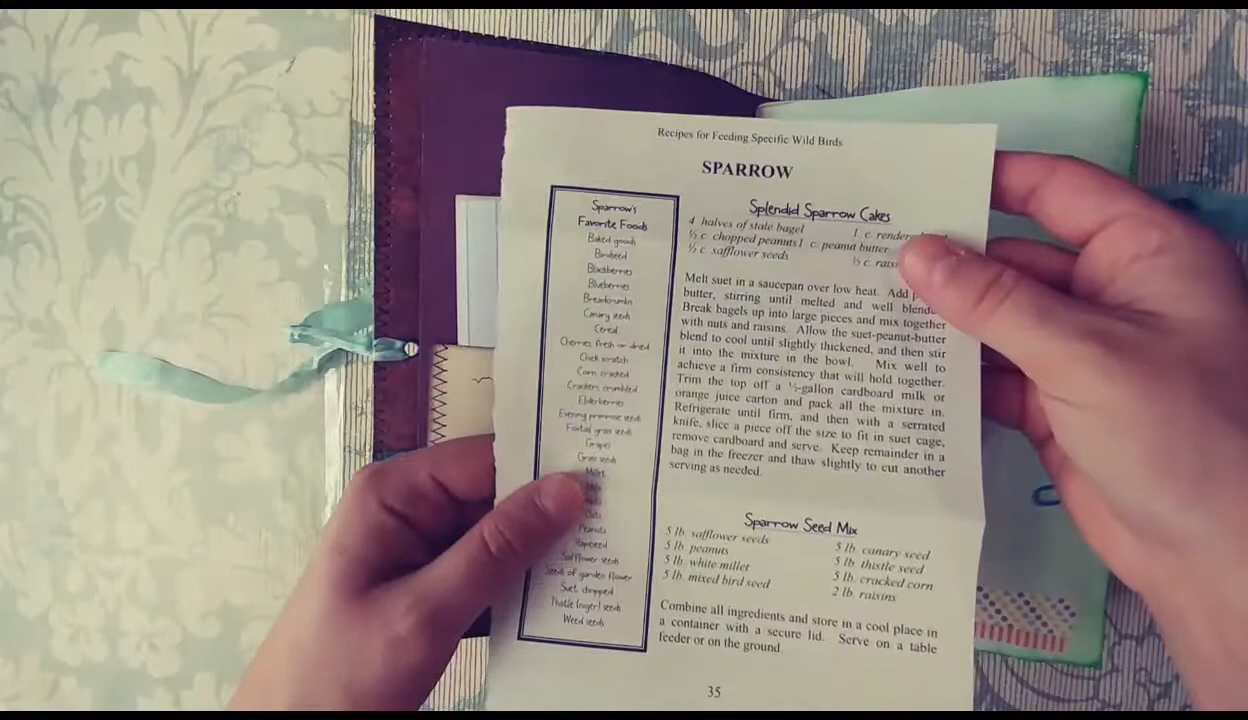 Recipes for Feeding Specific Wild Birds
SPARROW
Sparrow's
Favorite Foods
Baked goods
Birdseed
Blackberries
Blueberries
Breadcrumbs
Canary seeds
Cereal
Cherries fresh or dried
Chick scratch
Corn cracked
Crackers crumbled
Elderberries
Evening primrose seeds
Foxtail grass seeds
Grapes
Grass seeds
Millet
Oats
Peanuts
Rapeseed
Safflower seeds
Seeds of garden flower
Suet chopped
Thistle (niger) seeds
Weed seeds
Splendid Sparrow Cakes
4 halves of stale bagel 1 c. render
½ c. chopped peanuts 1 c. peanut butter
½ c. safflower seeds ½ c. rais
Melt suet in a saucepan over low heat. Add
butter, stirring until melted and well blende
Break bagels up into large pieces and mix together
with nuts and raisins. Allow the suet-peanut-butter
blend to cool until slightly thickened, and then stir
it into the mixture in the bowl. Mix well to
achieve a firm consistency that will hold together.
Trim the top off a ½-gallon cardboard milk or
orange juice carton and pack all the mixture in.
Refrigerate until firm, and then with a serrated
knife, slice a piece off the size to fit in suet cage,
remove cardboard and serve. Keep remainder in a
bag in the freezer and thaw slightly to cut another
serving as needed.
Sparrow Seed Mix
5 lb. safflower seeds 5 lb. canary seed
5 lb. peanuts 5 lb. thistle seed
5 lb. white millet 5 lb. cracked corn
5 lb. mixed bird seed 2 lb. raisins
Combine all ingredients and store in a cool place in
a container with a secure lid. Serve on a table
feeder or on the ground.
35